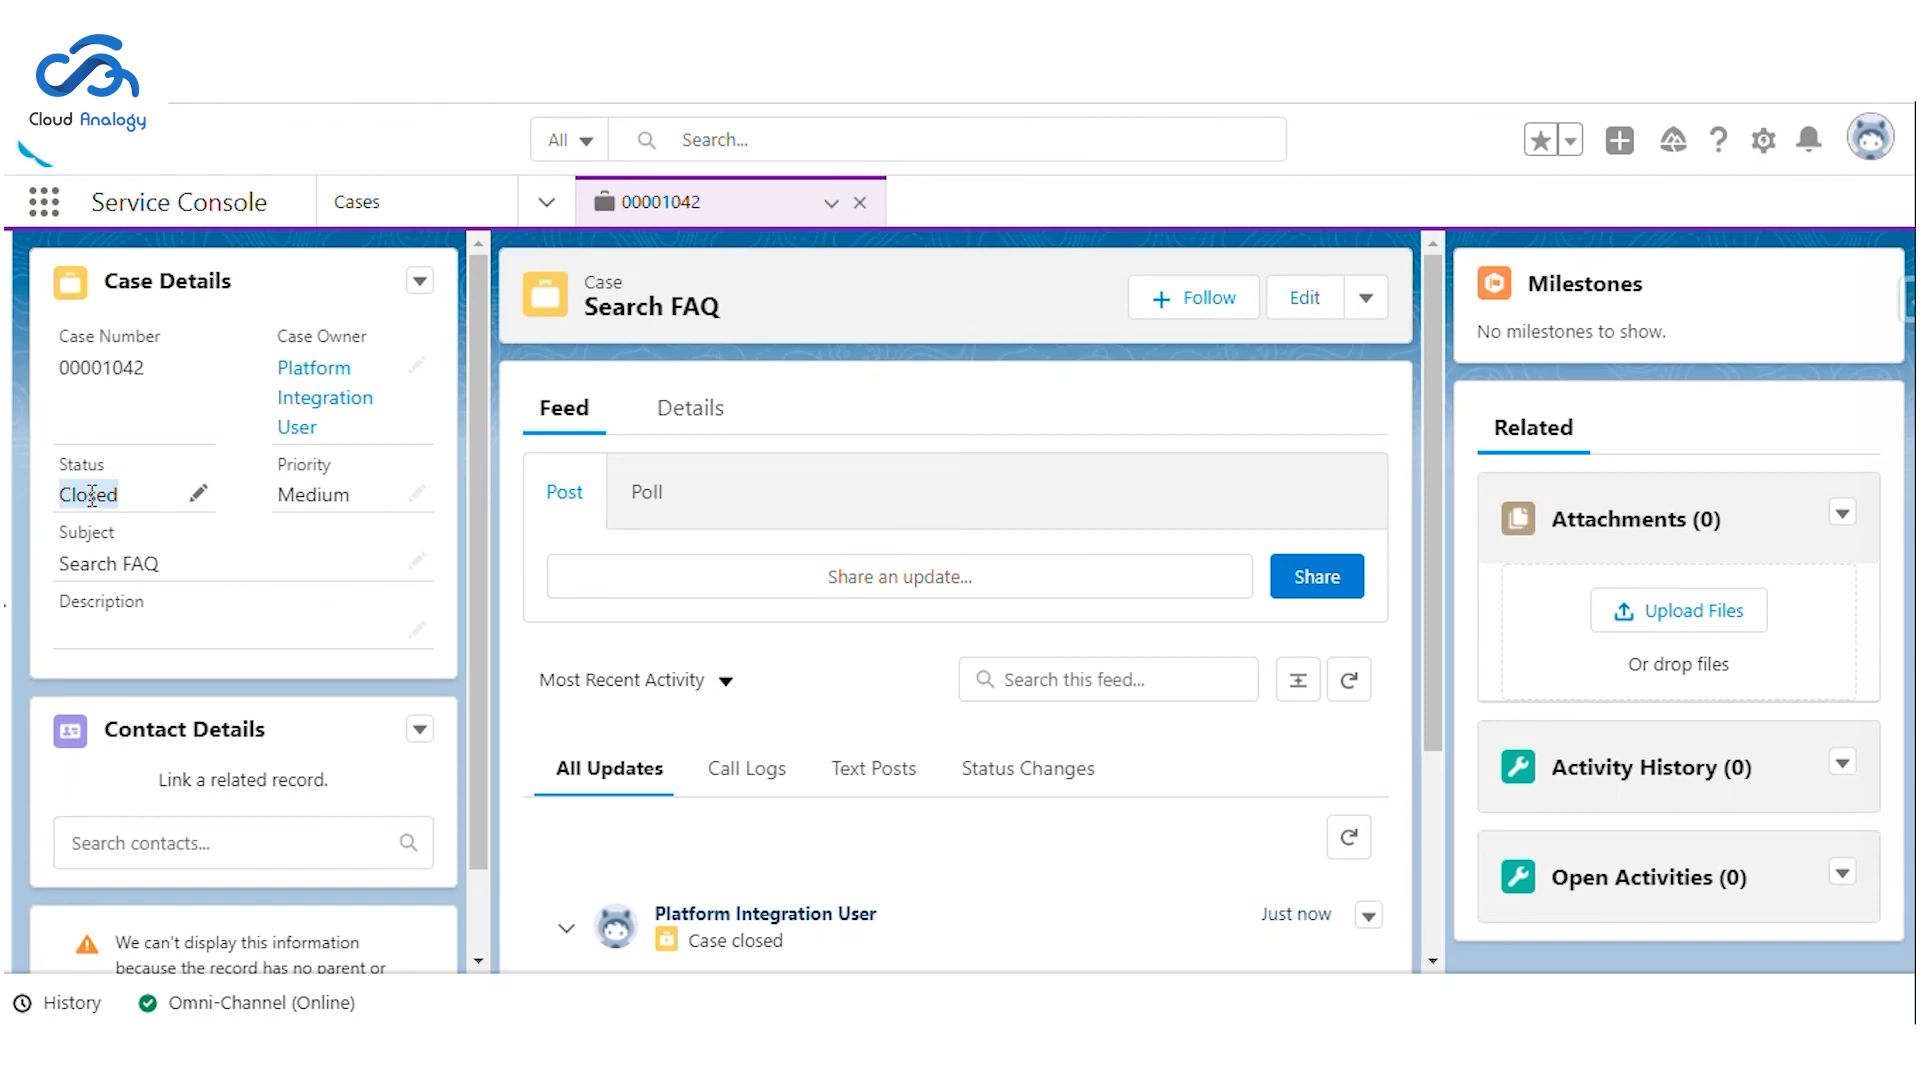 Cloud Analogy
All
Search...
Service Console
Cases
00001042
Case Details
Case Number
00001042
Case Owner
Platform
Integration
User
Status
Closed
Priority
Medium
Subject
Search FAQ
Description
Contact Details
Link a related record.
Search contacts...
We can't display this information
because the record has no parent or
Case
Search FAQ
Follow
Edit
Feed
Details
Post
Poll
Share an update...
Share
Most Recent Activity
Search this feed...
All Updates
Call Logs
Text Posts
Status Changes
Platform Integration User
Just now
Case closed
Milestones
No milestones to show.
Related
Attachments (0)
Upload Files
Or drop files
Activity History (0)
Open Activities (0)
History
Omni-Channel (Online)